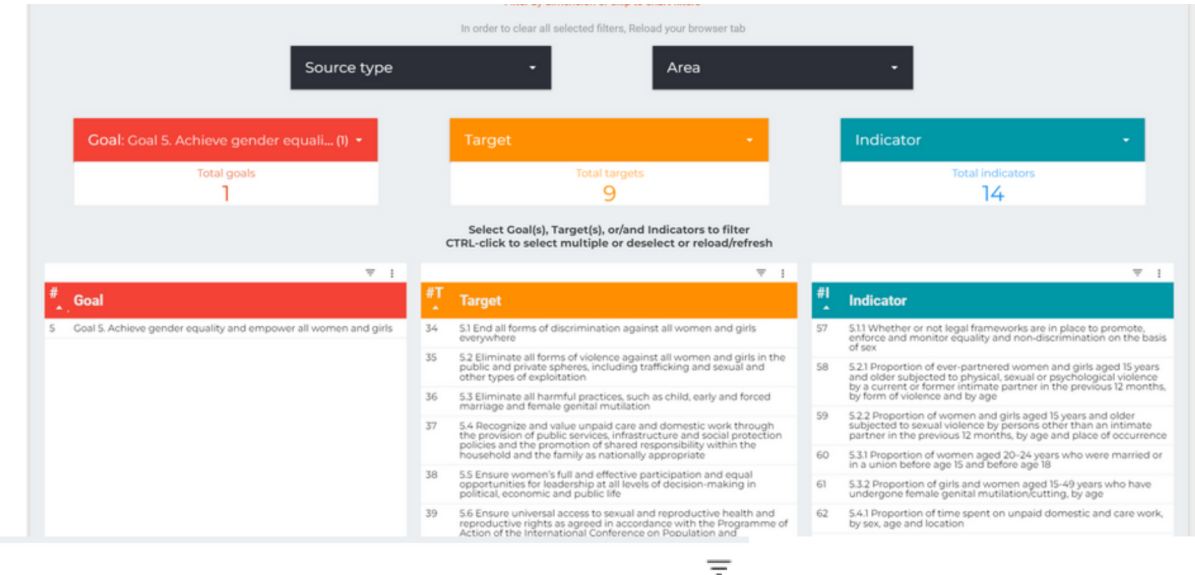 Filter by Dimension or skip to Chart filters
In order to clear all selected filters, Reload your browser tab
Source type
Area
Goal: Goal 5. Achieve gender equali... (1)
Target
Indicator
Total goals
1
Total targets
9
Total indicators
14
Select Goal(s), Target(s), or/and Indicators to filter
CTRL-click to select multiple or deselect or reload/refresh
# Goal
5 Goal 5. Achieve gender equality and empower all women and girls
#T Target
34 5.1 End all forms of discrimination against all women and girls
everywhere
35 5.2 Eliminate all forms of violence against all women and girls in the
public and private spheres, including trafficking and sexual and
other types of exploitation
36 5.3 Eliminate all harmful practices, such as child, early and forced
marriage and female genital mutilation
37 5.4 Recognize and value unpaid care and domestic work through
the provision of public services, infrastructure and social protection
policies and the promotion of shared responsibility within the
household and the family as nationally appropriate
38 5.5 Ensure women's full and effective participation and equal
opportunities for leadership at all levels of decision-making in
political, economic and public life
39 5.6 Ensure universal access to sexual and reproductive health and
reproductive rights as agreed in accordance with the Programme of
Action of the International Conference on Population and
#I Indicator
57 5.1.1 Whether or not legal frameworks are in place to promote,
enforce and monitor equality and non-discrimination on the basis
of sex
58 5.2.1 Proportion of ever-partnered women and girls aged 15 years
and older subjected to physical, sexual or psychological violence
by a current or former intimate partner in the previous 12 months,
by form of violence and by age
59 5.2.2 Proportion of women and girls aged 15 years and older
subjected to sexual violence by persons other than an intimate
partner in the previous 12 months, by age and place of occurrence
60 5.3.1 Proportion of women aged 20-24 years who were married or
in a union before age 15 and before age 18
61 5.3.2 Proportion of girls and women aged 15-49 years who have
undergone female genital mutilation/cutting, by age
62 5.4.1 Proportion of time spent on unpaid domestic and care work,
by sex, age and location